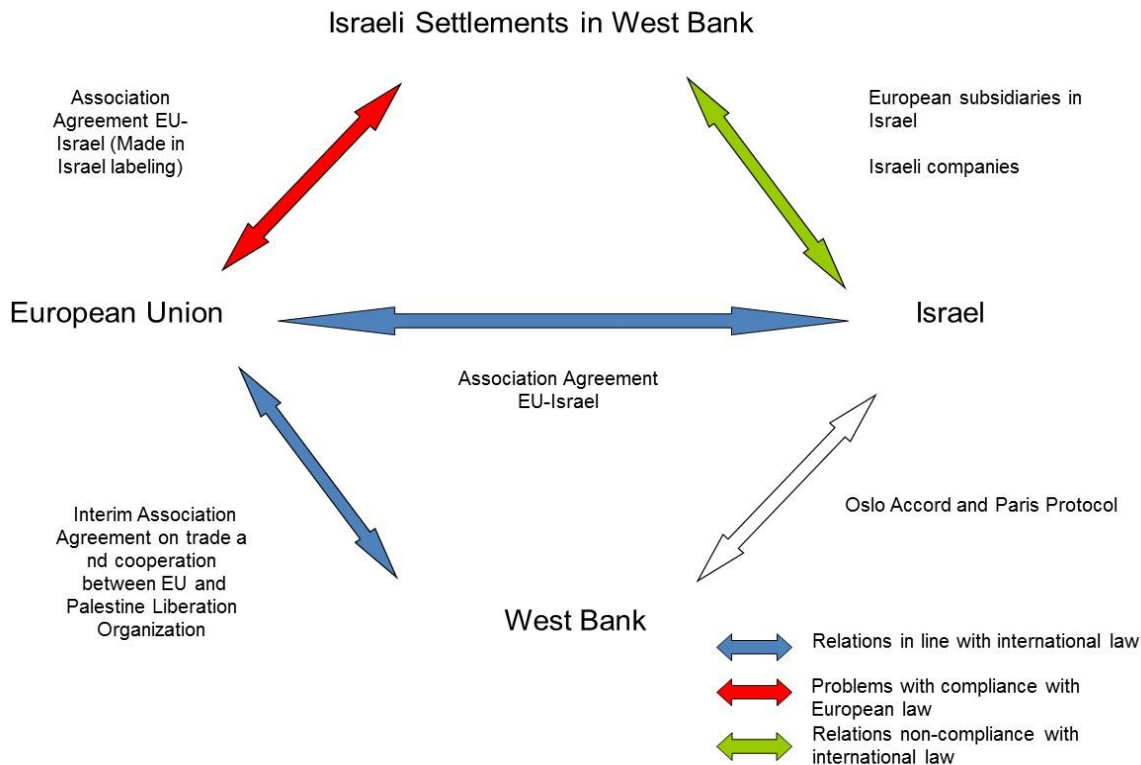 Israeli Settlements in West Bank
Association
Agreement EU-
Israel (Made in
Israel labeling)
European subsidiaries in
Israel
Israeli companies
European Union
Israel
Association Agreement
EU-Israel
Interim Association
Agreement on trade a
nd cooperation
between EU and
Palestine Liberation
Organization
Oslo Accord and Paris Protocol
West Bank
Relations in line with international law
Problems with compliance with
European law
Relations non-compliance with
international law